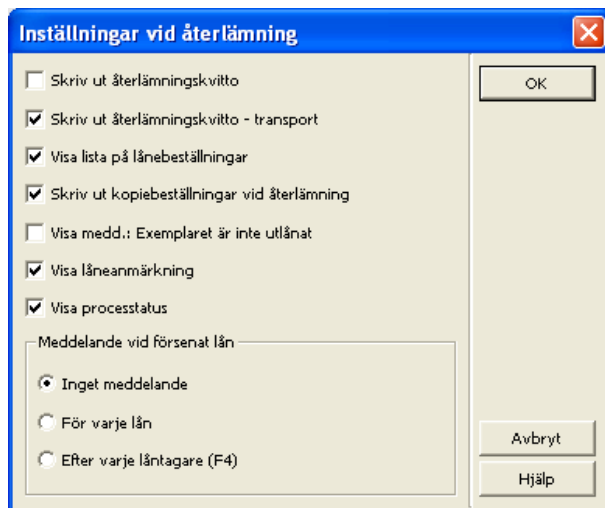 Inställningar vid återlämning
Skriv ut återlämningskvitto
OK
Skriv ut återlämningskvitto - transport
Visa lista på lånebeställningar
Skriv ut kopiebeställningar vid återlämning
Visa medd.: Exemplaret är inte utlånat
Visa låneanmärkning
Visa processtatus
Meddelande vid försenat lån
Inget meddelande
För varje lån
Efter varje låntagare (F4)
Avbryt
Hjälp